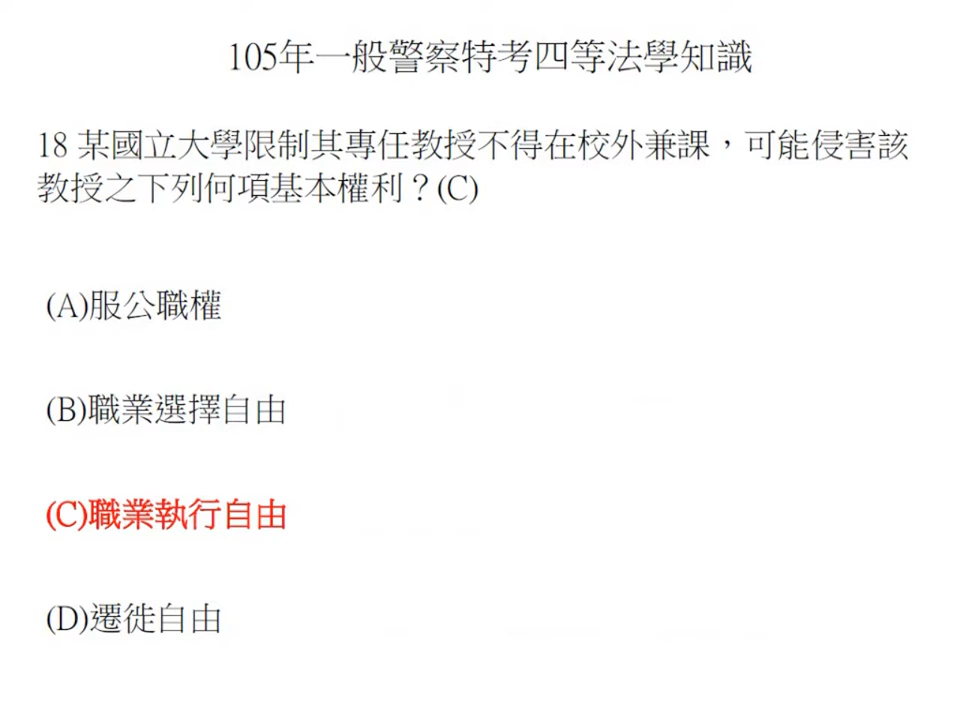 105年一般警察特考四等法學知識
18 某國立大學限制其專任教授不得在校外兼課，可能侵害該
教授之下列何項基本權利？(C)
(A)服公職權
(B)職業選擇自由
(C)職業執行自由
(D)遷徙自由